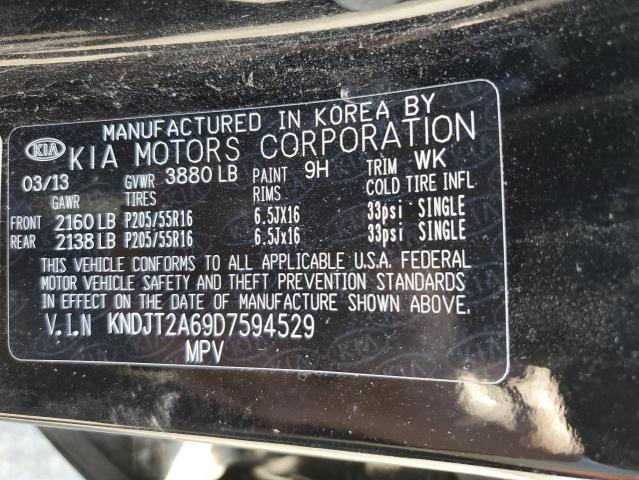 MANUFACTURED IN KOREA BY
KIA KIA MOTORS CORPORATION
03/13 GVWR 3880 LB PAINT 9H TRIM WK
GAWR TIRES RIMS COLD TIRE INFL
FRONT 2160 LB P205/55R16 6.5JX16 33psi SINGLE
REAR 2138 LB P205/55R16 6.5Jx16 33psi SINGLE
THIS VEHICLE CONFORMS TO ALL APPLICABLE U.S.A. FEDERAL
MOTOR VEHICLE SAFETY AND THEFT PREVENTION STANDARDS
IN EFFECT ON THE DATE OF MANUFACTURE SHOWN ABOVE.
V.I.N KNDJT2A69D7594529
MPV